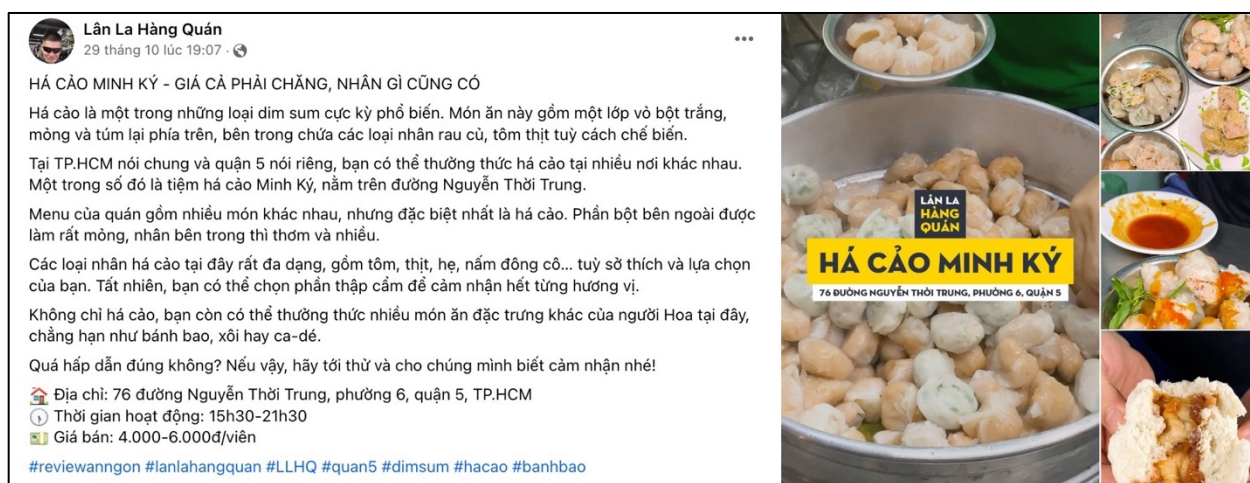 Lân La Hàng Quán
29 tháng 10 lúc 19:07 ·
HÁ CẢO MINH KÝ - GIÁ CẢ PHẢI CHĂNG, NHÂN GÌ CŨNG CÓ
Há cảo là một trong những loại dim sum cực kỳ phổ biến. Món ăn này gồm một lớp vỏ bột trắng,
mỏng và túm lại phía trên, bên trong chứa các loại nhân rau củ, tôm thịt tuỳ cách chế biến.
Tại TP.HCM nói chung và quận 5 nói riêng, bạn có thể thưởng thức há cảo tại nhiều nơi khác nhau.
Một trong số đó là tiệm há cảo Minh Ký, nằm trên đường Nguyễn Thời Trung.
Menu của quán gồm nhiều món khác nhau, nhưng đặc biệt nhất là há cảo. Phần bột bên ngoài được
làm rất mỏng, nhân bên trong thì thơm và nhiều.
Các loại nhân há cảo tại đây rất đa dạng, gồm tôm, thịt, hẹ, nấm đông cô... tuỳ sở thích và lựa chọn
của bạn. Tất nhiên, bạn có thể chọn phần thập cẩm để cảm nhận hết từng hương vị.
Không chỉ há cảo, bạn còn có thể thưởng thức nhiều món ăn đặc trưng khác của người Hoa tại đây,
chẳng hạn như bánh bao, xôi hay ca-dé.
Quá hấp dẫn đúng không? Nếu vậy, hãy tới thử và cho chúng mình biết cảm nhận nhé!
Địa chỉ: 76 đường Nguyễn Thời Trung, phường 6, quận 5, TP.HCM
Thời gian hoạt động: 15h30-21h30
Giá bán: 4.000-6.000đ/viên
#reviewanngon #lanlahangquan #LLHQ #quan5 #dimsum #hacao #banhbao
LÂN LA
HÀNG
QUÁN
HÁ CẢO MINH KÝ
76 ĐƯỜNG NGUYỄN THỜI TRUNG, PHƯỜNG 6, QUẬN 5